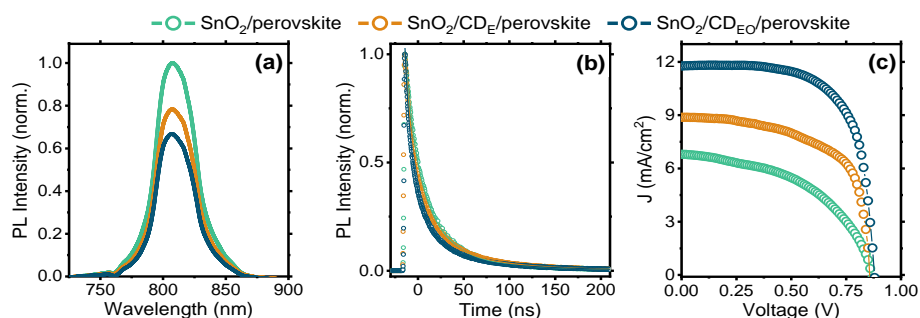 SnO₂/perovskite SnO₂/CD_E/perovskite SnO₂/CD_EO/perovskite
(a)
PL Intensity (norm.)
1.0
0.8
0.6
0.4
0.2
0.0
750 800 850 900
Wavelength (nm)
(b)
PL Intensity (norm.)
1.0
0.5
0.0
0 50 100 150 200
Time (ns)
(c)
J (mA/cm²)
12
9
6
3
0
0.00 0.25 0.50 0.75 1.00
Voltage (V)